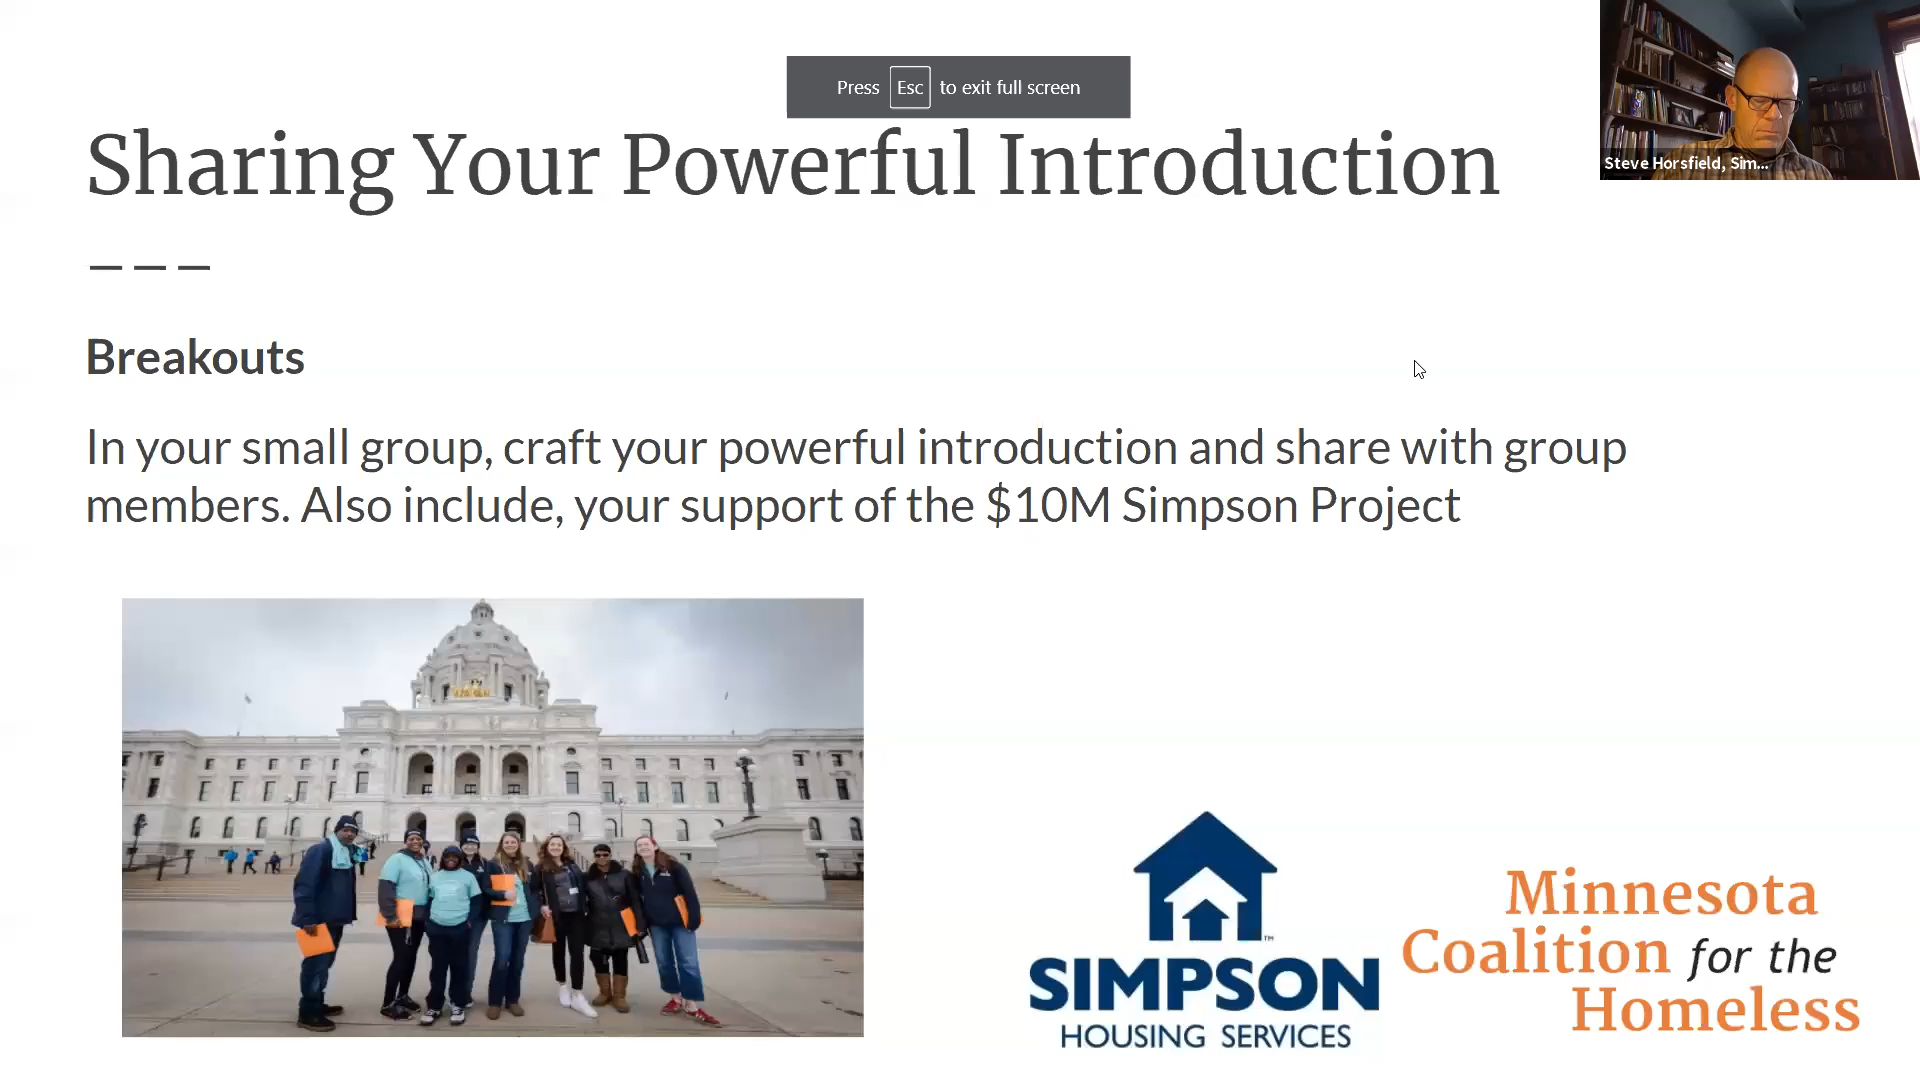 Press Esc to exit full screen
Steve Horsfield, Sim...
Sharing Your Powerful Introduction
Breakouts
In your small group, craft your powerful introduction and share with group
members. Also include, your support of the $10M Simpson Project
SIMPSON
HOUSING SERVICES
™
Minnesota
Coalition for the
Homeless